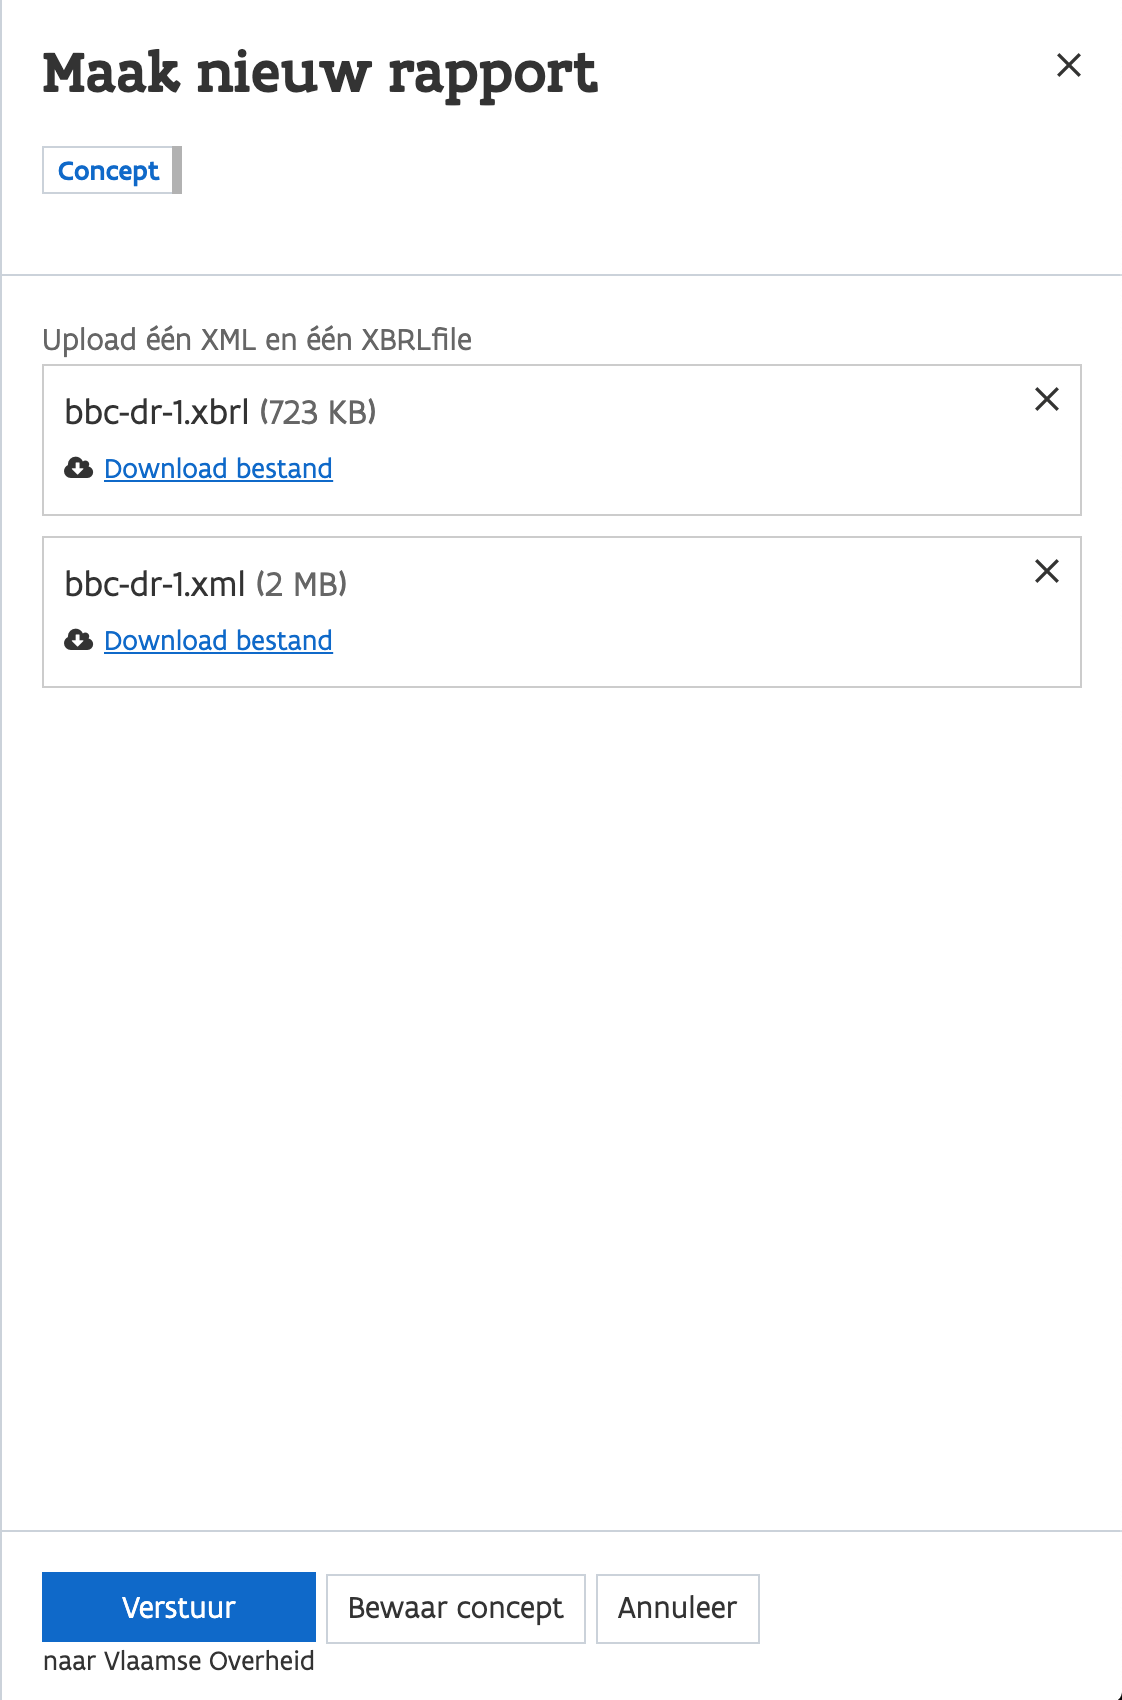 Maak nieuw rapport
Concept
Upload één XML en één XBRLfile
bbc-dr-1.xbrl (723 KB)
Download bestand
bbc-dr-1.xml (2 MB)
Download bestand
Verstuur
Bewaar concept
Annuleer
naar Vlaamse Overheid